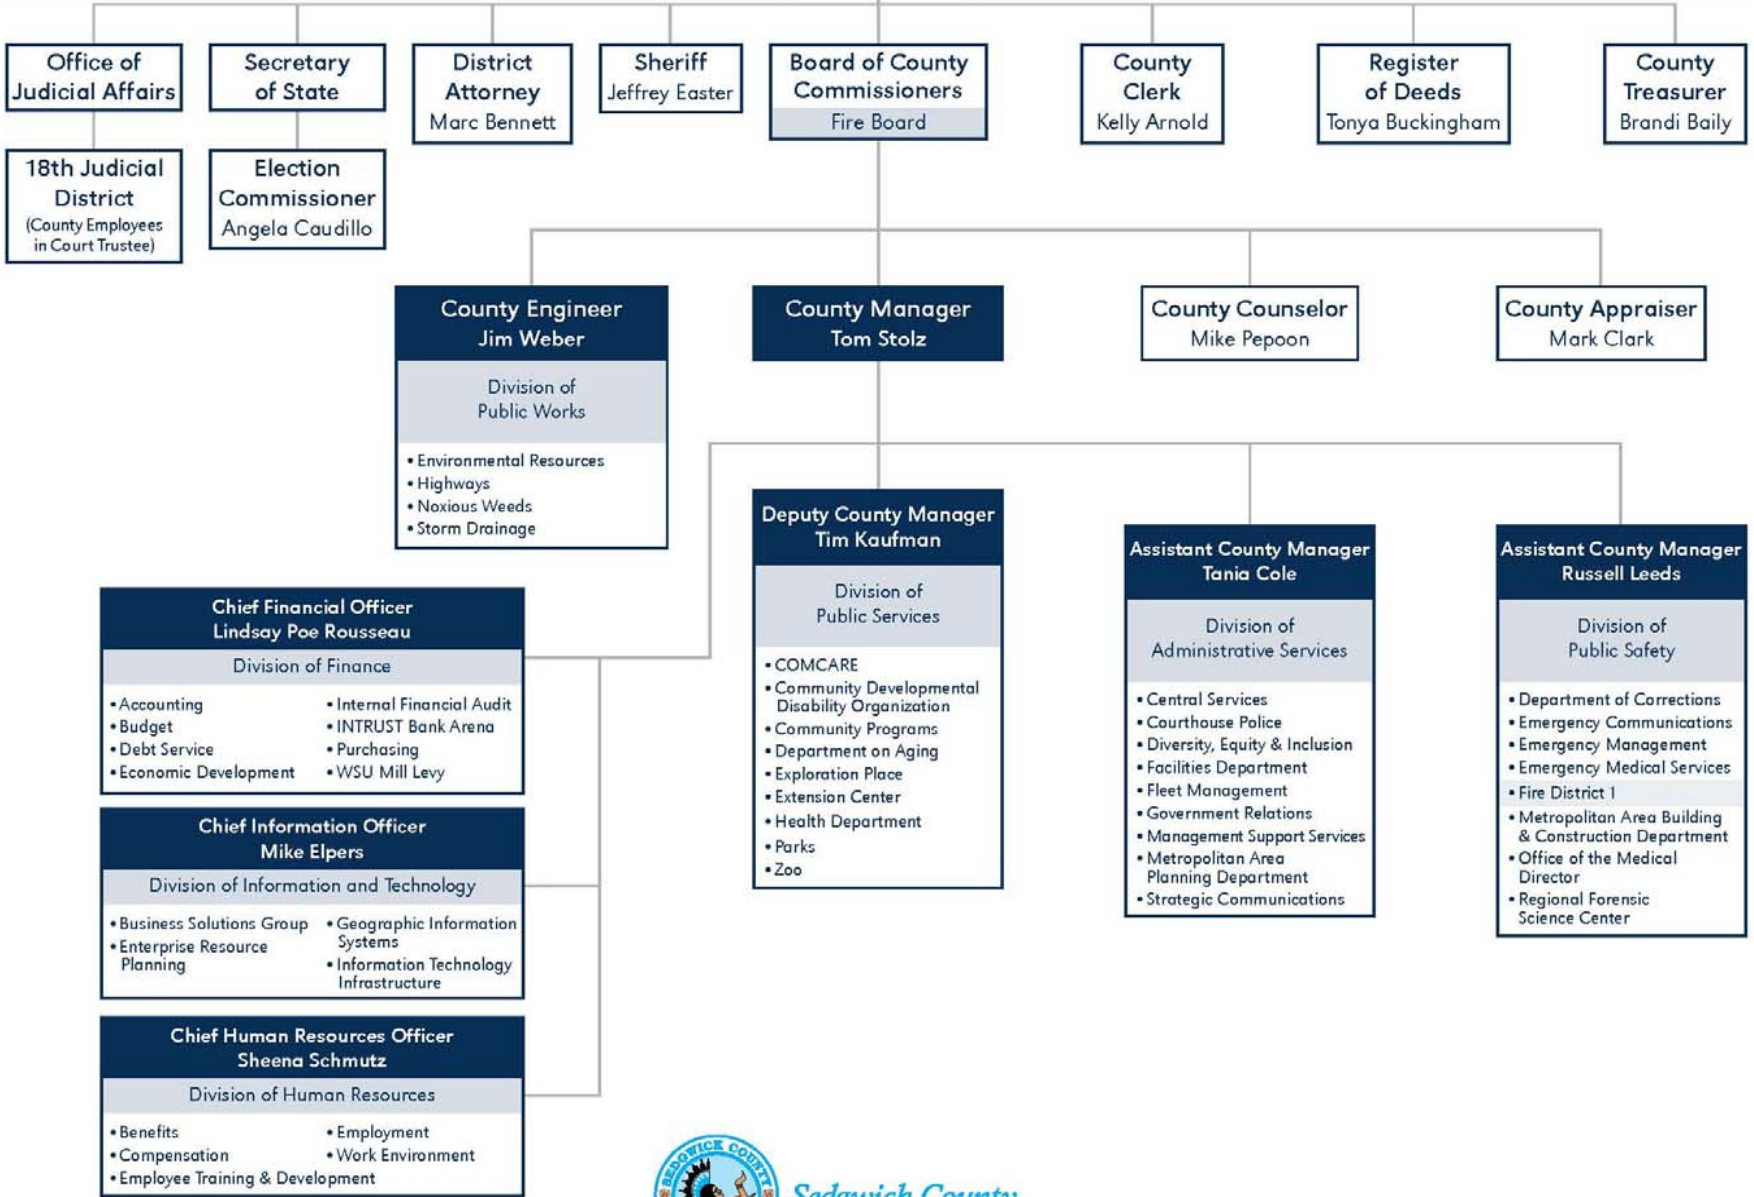 Office of
Judicial Affairs
Secretary
of State
District
Attorney
Marc Bennett
Sheriff
Jeffrey Easter
Board of County
Commissioners
Fire Board
County
Clerk
Kelly Arnold
Register
of Deeds
Tonya Buckingham
County
Treasurer
Brandi Baily
18th Judicial
District
(County Employees
in Court Trustee)
Election
Commissioner
Angela Caudillo
County Engineer
Jim Weber
Division of
Public Works
• Environmental Resources
• Highways
• Noxious Weeds
• Storm Drainage
County Manager
Tom Stolz
County Counselor
Mike Pepoon
County Appraiser
Mark Clark
Chief Financial Officer
Lindsay Poe Rousseau
Division of Finance
• Accounting
• Budget
• Debt Service
• Economic Development
• Internal Financial Audit
• INTRUST Bank Arena
• Purchasing
• WSU Mill Levy
Chief Information Officer
Mike Elpers
Division of Information and Technology
• Business Solutions Group
• Enterprise Resource
Planning
• Geographic Information
Systems
• Information Technology
Infrastructure
Chief Human Resources Officer
Sheena Schmutz
Division of Human Resources
• Benefits
• Compensation
• Employee Training & Development
• Employment
• Work Environment
Deputy County Manager
Tim Kaufman
Division of
Public Services
• COMCARE
• Community Developmental
Disability Organization
• Community Programs
• Department on Aging
• Exploration Place
• Extension Center
• Health Department
• Parks
• Zoo
Assistant County Manager
Tania Cole
Division of
Administrative Services
• Central Services
• Courthouse Police
• Diversity, Equity & Inclusion
• Facilities Department
• Fleet Management
• Government Relations
• Management Support Services
• Metropolitan Area
Planning Department
• Strategic Communications
Assistant County Manager
Russell Leeds
Division of
Public Safety
• Department of Corrections
• Emergency Communications
• Emergency Management
• Emergency Medical Services
• Fire District 1
• Metropolitan Area Building
& Construction Department
• Office of the Medical
Director
• Regional Forensic
Science Center
SEDGWICK COUNTY
Sedgwick County